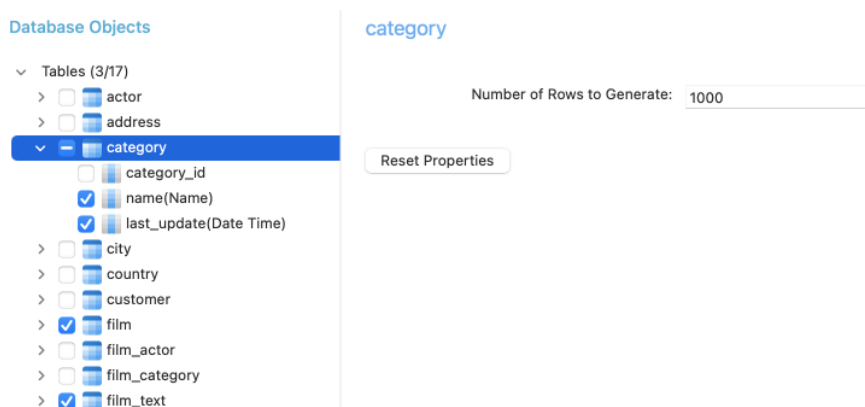 Database Objects
Tables (3/17)
actor
address
category
category_id
name(Name)
last_update(Date Time)
city
country
customer
film
film_actor
film_category
film_text
category
Number of Rows to Generate: 1000
Reset Properties